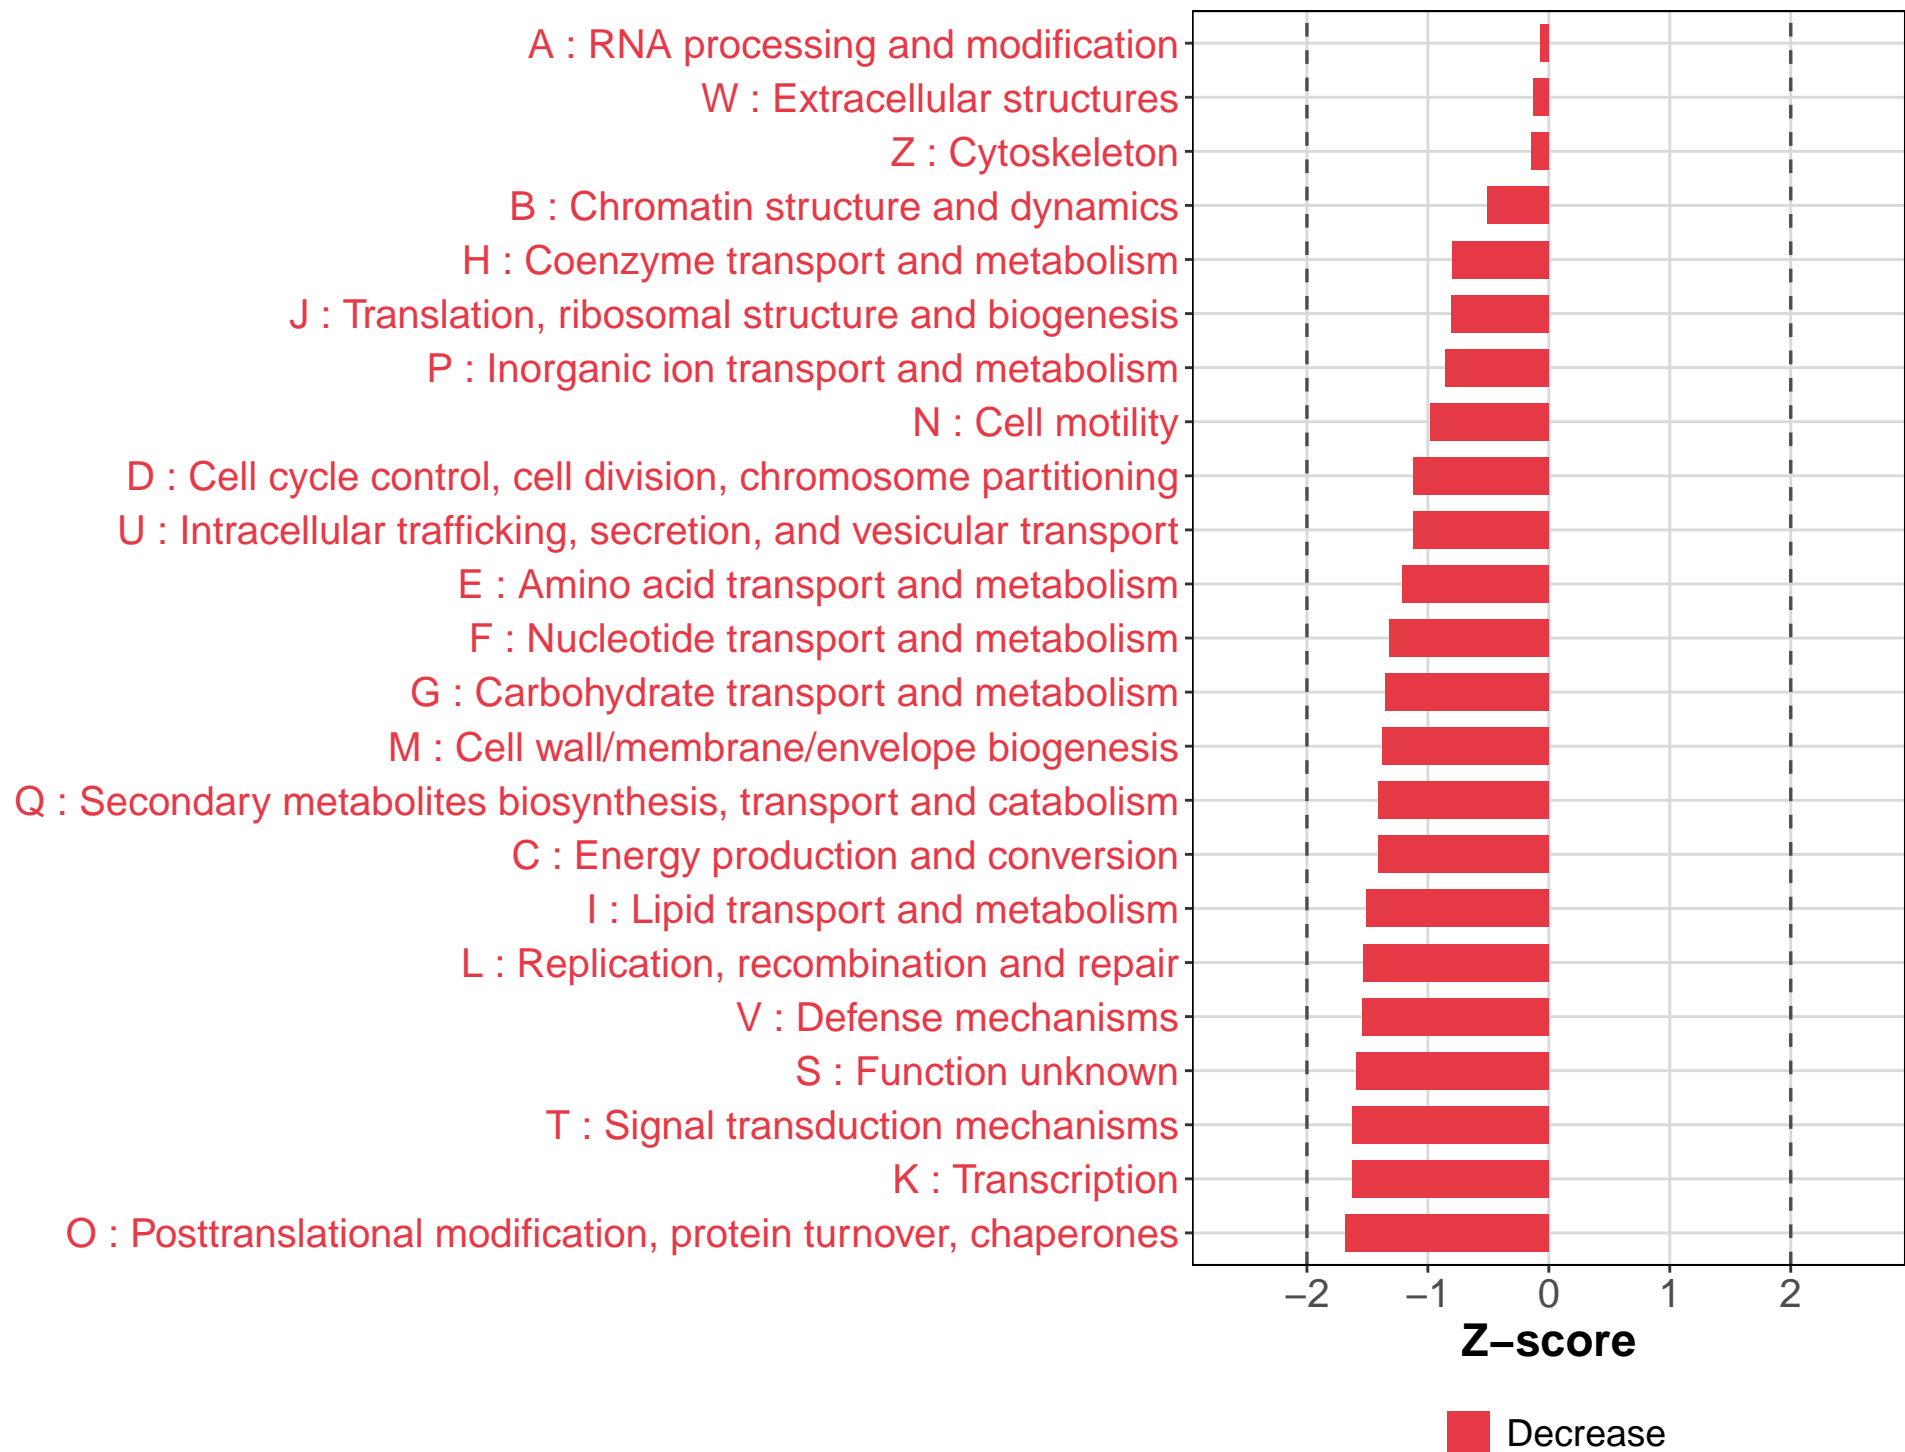 A : RNA processing and modification
W : Extracellular structures
Z : Cytoskeleton
B : Chromatin structure and dynamics
H : Coenzyme transport and metabolism
J : Translation, ribosomal structure and biogenesis
P : Inorganic ion transport and metabolism
N : Cell motility
D : Cell cycle control, cell division, chromosome partitioning
U : Intracellular trafficking, secretion, and vesicular transport
E : Amino acid transport and metabolism
F : Nucleotide transport and metabolism
G : Carbohydrate transport and metabolism
M : Cell wall/membrane/envelope biogenesis
Q : Secondary metabolites biosynthesis, transport and catabolism
C : Energy production and conversion
I : Lipid transport and metabolism
L : Replication, recombination and repair
V : Defense mechanisms
S : Function unknown
T : Signal transduction mechanisms
K : Transcription
O : Posttranslational modification, protein turnover, chaperones
−2 −1 0 1 2
Z−score
Decrease